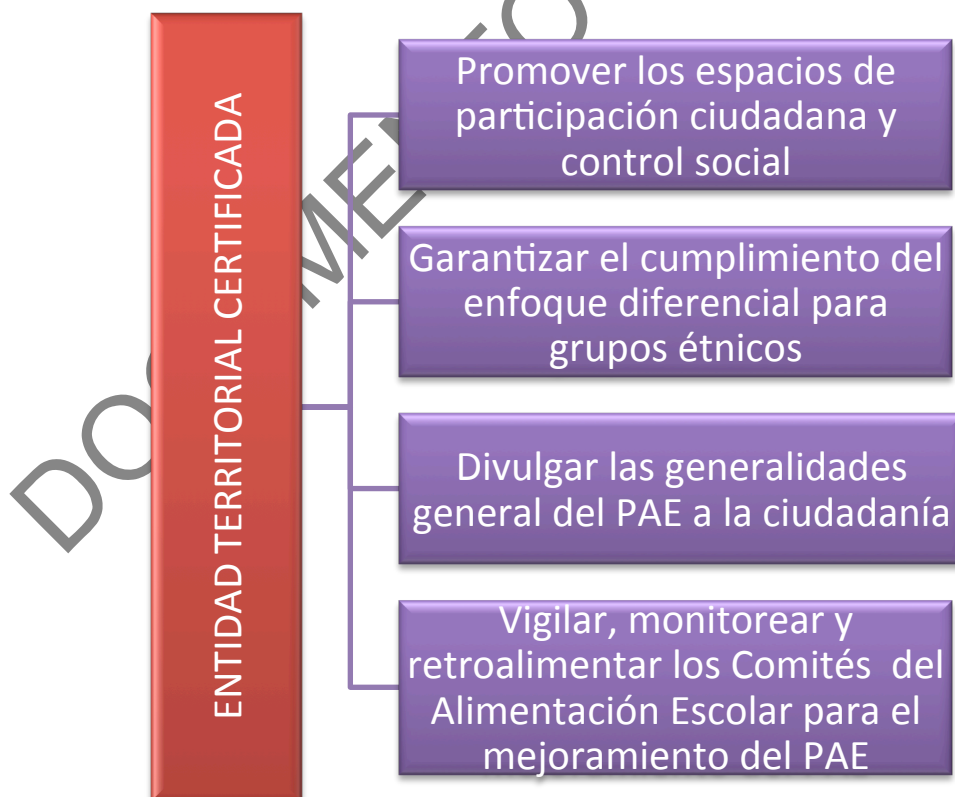 ENTIDAD TERRITORIAL CERTIFICADA
Promover los espacios de
participación ciudadana y
control social
Garantizar el cumplimiento del
enfoque diferencial para
grupos étnicos
Divulgar las generalidades
general del PAE a la ciudadanía
Vigilar, monitorear y
retroalimentar los Comités  del
Alimentación Escolar para el
mejoramiento del PAE